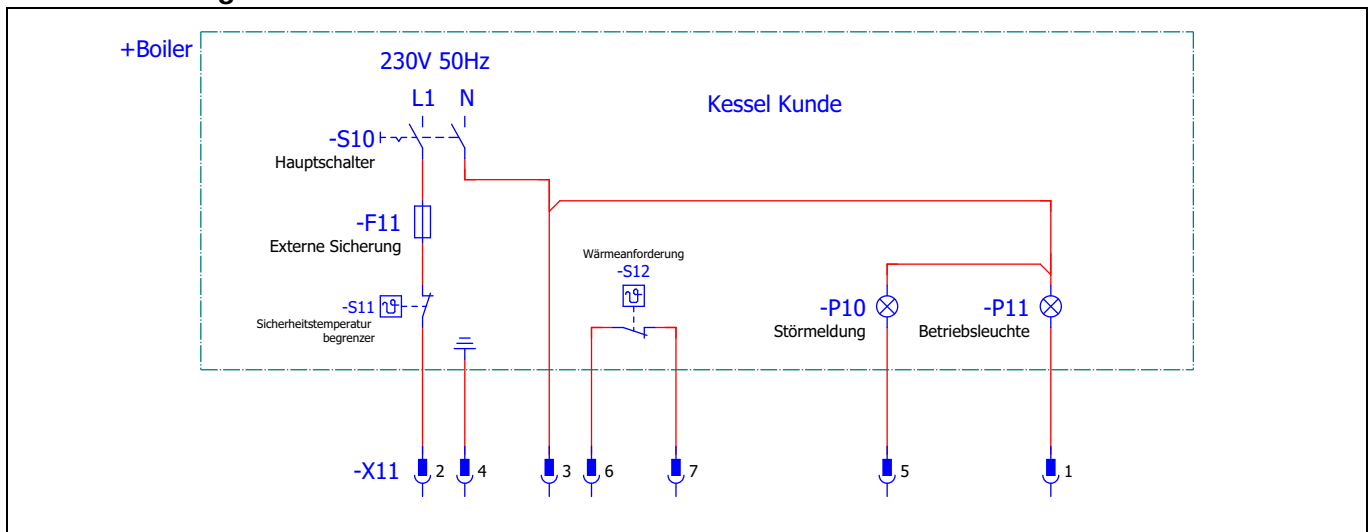 +Boiler
230V 50Hz
L1 N
Kessel Kunde
-S10
Hauptschalter
-F11
Externe Sicherung
Wärmeanforderung
-S12
-S11
Sicherheitstemperatur
begrenzer
-P10
Störmeldung
-P11
Betriebsleuchte
-X11 2 4 3 6 7 5 1